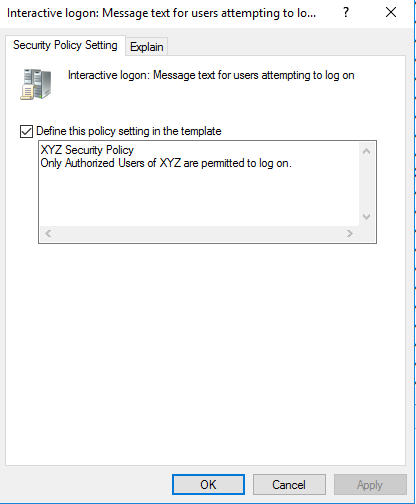 Interactive logon: Message text for users attempting to lo... ?
Security Policy Setting Explain
Interactive logon: Message text for users attempting to log on
Define this policy setting in the template
XYZ Security Policy
Only Authorized Users of XYZ are permitted to log on.
OK Cancel Apply